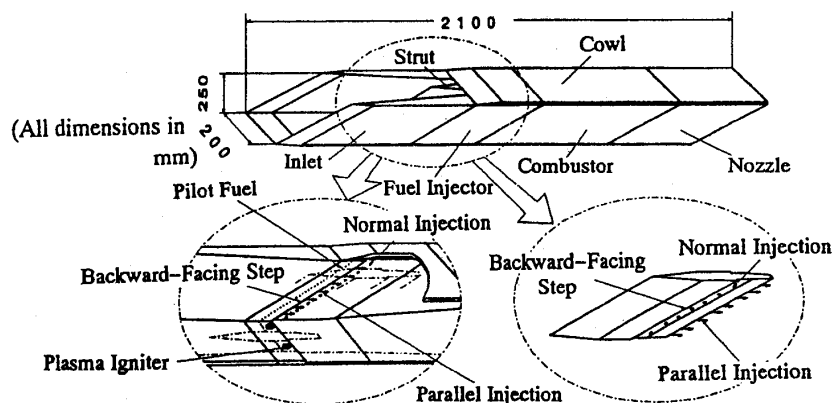 2100
Cowl
Strut
250
200
(All dimensions in
mm)
Inlet
Fuel Injector
Combustor
Nozzle
Pilot Fuel
Normal Injection
Backward-Facing
Step
Plasma Igniter
Parallel Injection
Normal Injection
Backward-Facing
Step
Parallel Injection